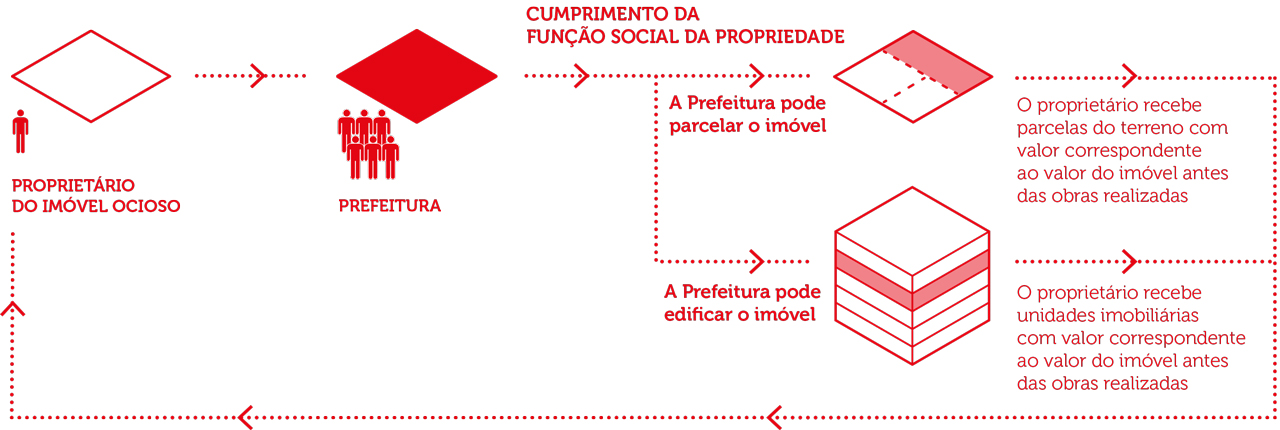 CUMPRIMENTO DA
FUNÇÃO SOCIAL DA PROPRIEDADE
PROPRIETÁRIO
DO IMÓVEL OCIOSO
PREFEITURA
A Prefeitura pode
parcelar o imóvel
O proprietário recebe
parcelas do terreno com
valor correspondente
ao valor do imóvel antes
das obras realizadas
A Prefeitura pode
edificar o imóvel
O proprietário recebe
unidades imobiliárias
com valor correspondente
ao valor do imóvel antes
das obras realizadas